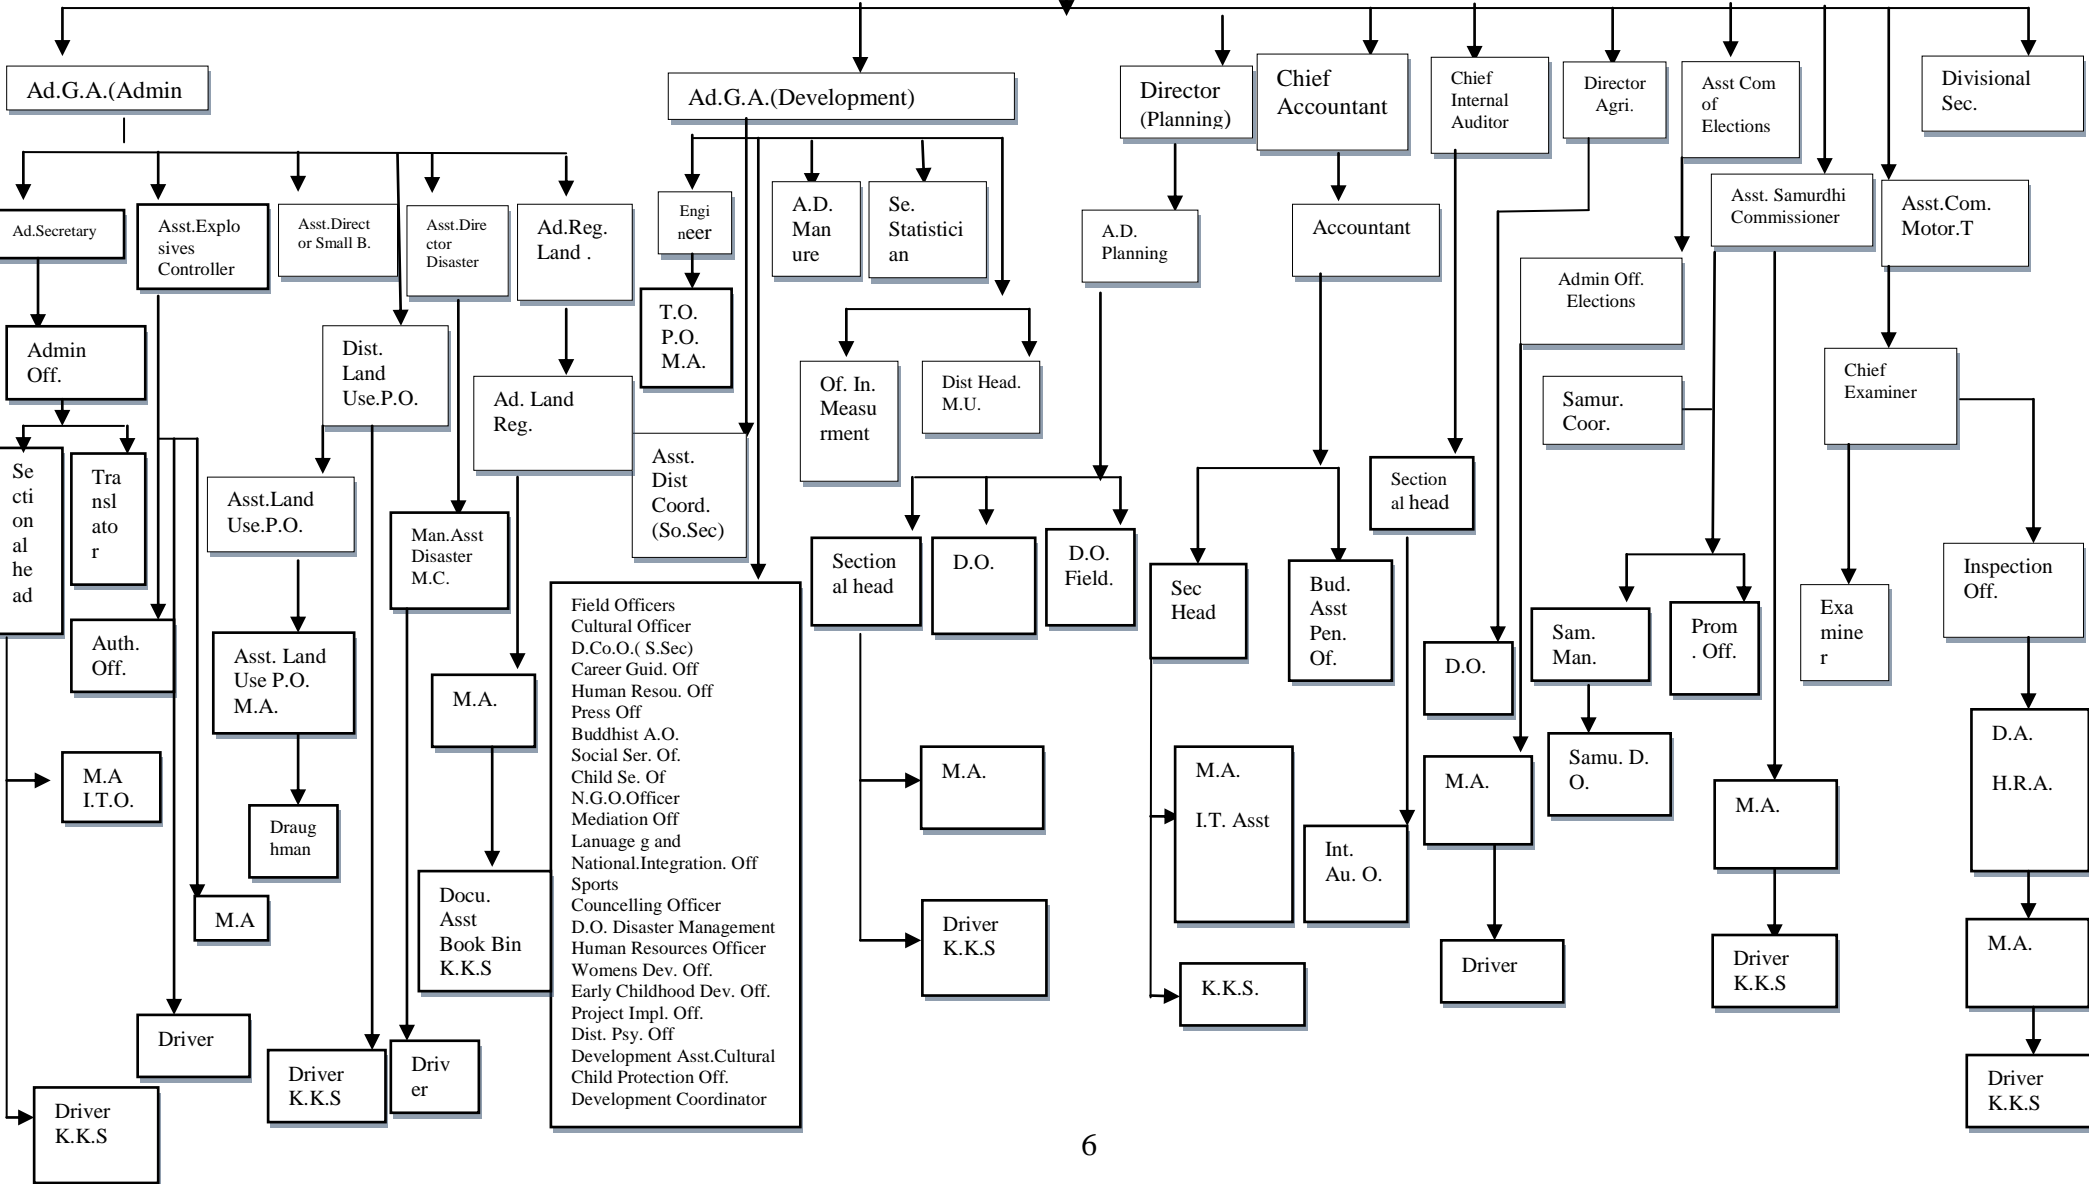 Ad.G.A.(Admin
Ad.G.A.(Development)
Director
(Planning)
Chief
Accountant
Chief
Internal
Auditor
Director
Agri.
Asst Com
of
Elections
Divisional
Sec.
Ad.Secretary
Asst.Explo
sives
Controller
Asst.Direct
or Small B.
Asst.Dire
ctor
Disaster
Ad.Reg.
Land .
Engi
neer
A.D.
Man
ure
Se.
Statistici
an
A.D.
Planning
Accountant
Asst. Samurdhi
Commissioner
Asst.Com.
Motor.T
Admin Off.
Elections
Admin
Off.
Dist.
Land
Use.P.O.
Ad. Land
Reg.
T.O.
P.O.
M.A.
Of. In.
Measu
rment
Dist Head.
M.U.
Samur.
Coor.
Chief
Examiner
Se
cti
on
al
he
ad
Tra
nsl
ato
r
Asst.Land
Use.P.O.
Man.Asst
Disaster
M.C.
Asst.
Dist
Coord.
(So.Sec)
Section
al head
D.O.
D.O.
Field.
Sec
Head
Bud.
Asst
Pen.
Of.
Section
al head
Inspection
Off.
Auth.
Off.
Asst. Land
Use P.O.
M.A.
M.A.
Field Officers
Cultural Officer
D.Co.O.( S.Sec)
Career Guid. Off
Human Resou. Off
Press Off
Buddhist A.O.
Social Ser. Of.
Child Se. Of
N.G.O.Officer
Mediation Off
Lanuage g and
National.Integration. Off
Sports
Councelling Officer
D.O. Disaster Management
Human Resources Officer
Womens Dev. Off.
Early Childhood Dev. Off.
Project Impl. Off.
Dist. Psy. Off
Development Asst.Cultural
Child Protection Off.
Development Coordinator
D.O.
Sam.
Man.
Prom
. Off.
Exa
mine
r
M.A
I.T.O.
Draug
hman
M.A.
M.A.
I.T. Asst
Int.
Au. O.
M.A.
Samu. D.
O.
M.A.
D.A.
H.R.A.
M.A
Docu.
Asst
Book Bin
K.K.S
Driver
K.K.S
K.K.S.
Driver
Driver
K.K.S
M.A.
Driver
Driver
K.K.S
Driv
er
Driver
K.K.S
Driver
K.K.S
6